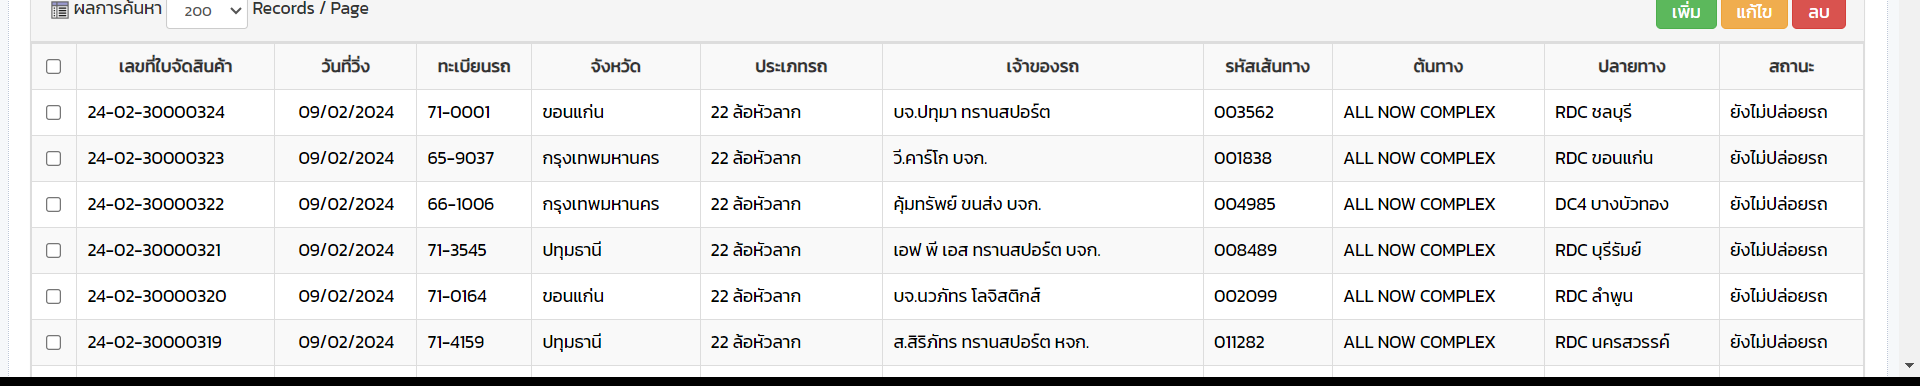 ผลการค้นหา 200 Records / Page เพิ่ม แก้ไข ลบ
เลขที่ใบจัดสินค้า วันที่วิ่ง ทะเบียนรถ จังหวัด ประเภทรถ เจ้าของรถ รหัสเส้นทาง ต้นทาง ปลายทาง สถานะ
24-02-30000324 09/02/2024 71-0001 ขอนแก่น 22 ล้อหัวลาก บจ.ปทุมา ทรานสปอร์ต 003562 ALL NOW COMPLEX RDC ชลบุรี ยังไม่ปล่อยรถ
24-02-30000323 09/02/2024 65-9037 กรุงเทพมหานคร 22 ล้อหัวลาก วี.คาร์โก บจก. 001838 ALL NOW COMPLEX RDC ขอนแก่น ยังไม่ปล่อยรถ
24-02-30000322 09/02/2024 66-1006 กรุงเทพมหานคร 22 ล้อหัวลาก คุ้มทรัพย์ ขนส่ง บจก. 004985 ALL NOW COMPLEX DC4 บางบัวทอง ยังไม่ปล่อยรถ
24-02-30000321 09/02/2024 71-3545 ปทุมธานี 22 ล้อหัวลาก เอฟ พี เอส ทรานสปอร์ต บจก. 008489 ALL NOW COMPLEX RDC บุรีรัมย์ ยังไม่ปล่อยรถ
24-02-30000320 09/02/2024 71-0164 ขอนแก่น 22 ล้อหัวลาก บจ.นวภัทร โลจิสติกส์ 002099 ALL NOW COMPLEX RDC ลำพูน ยังไม่ปล่อยรถ
24-02-30000319 09/02/2024 71-4159 ปทุมธานี 22 ล้อหัวลาก ส.สิริภัทร ทรานสปอร์ต หจก. 011282 ALL NOW COMPLEX RDC นครสวรรค์ ยังไม่ปล่อยรถ